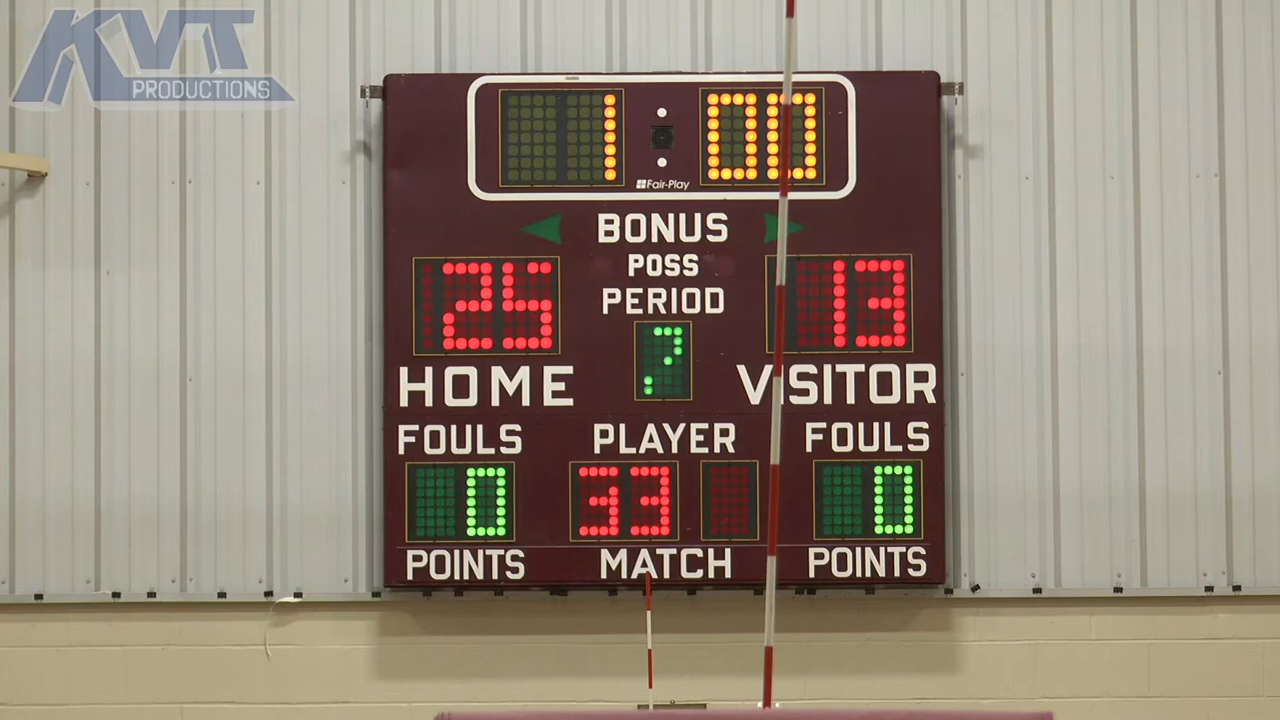 KVT
PRODUCTIONS
1:00
Fair-Play
BONUS
POSS
PERIOD
25
13
7
HOME
VISITOR
FOULS
PLAYER
FOULS
0
33
0
POINTS
MATCH
POINTS